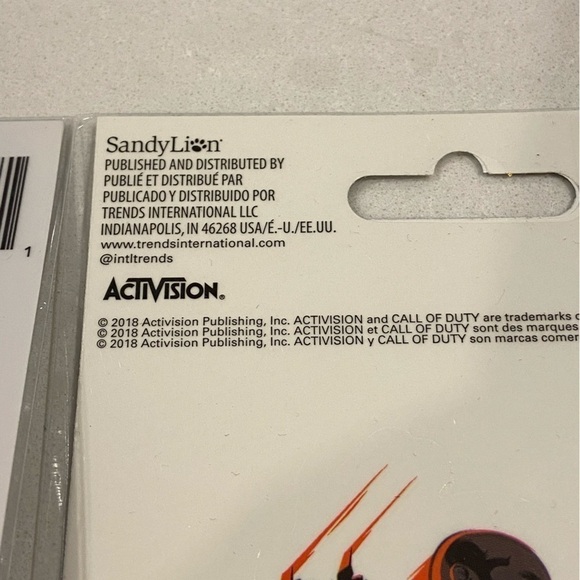 SandyLion
PUBLISHED AND DISTRIBUTED BY
PUBLIÉ ET DISTRIBUÉ PAR
PUBLICADO Y DISTRIBUIDO POR
TRENDS INTERNATIONAL LLC
INDIANAPOLIS, IN 46268 USA/É.-U./EE.UU.
www.trendsinternational.com
@intltrends
1
ACTIVISION®
© 2018 Activision Publishing, Inc. ACTIVISION and CALL OF DUTY are trademarks
© 2018 Activision Publishing, Inc. ACTIVISION et CALL OF DUTY sont des marques
© 2018 Activision Publishing, Inc. ACTIVISION y CALL OF DUTY son marcas comer